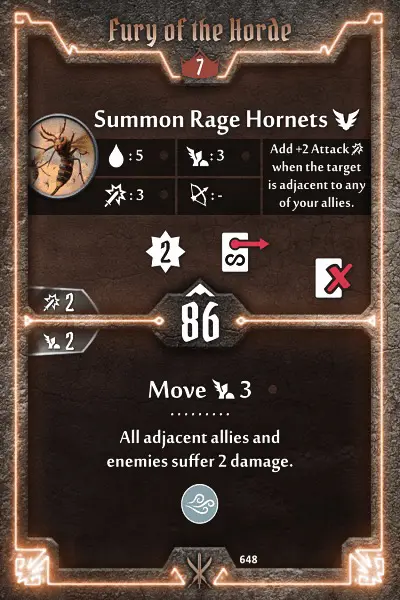 Fury of the Horde
7
Summon Rage Hornets
: 5
: 3
: 3
: -
Add +2 Attack
when the target
is adjacent to any
of your allies.
2
S
2
86
2
Move 3
All adjacent allies and
enemies suffer 2 damage.
648